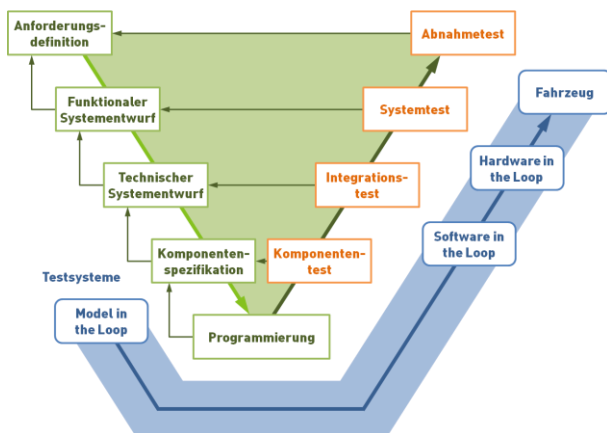 Anforderungs-
definition
Abnahmetest
Funktionaler
Systementwurf
Systemtest
Fahrzeug
Technischer
Systementwurf
Integrations-
test
Hardware in
the Loop
Komponenten-
spezifikation
Komponenten-
test
Software in
the Loop
Testsysteme
Model in
the Loop
Programmierung